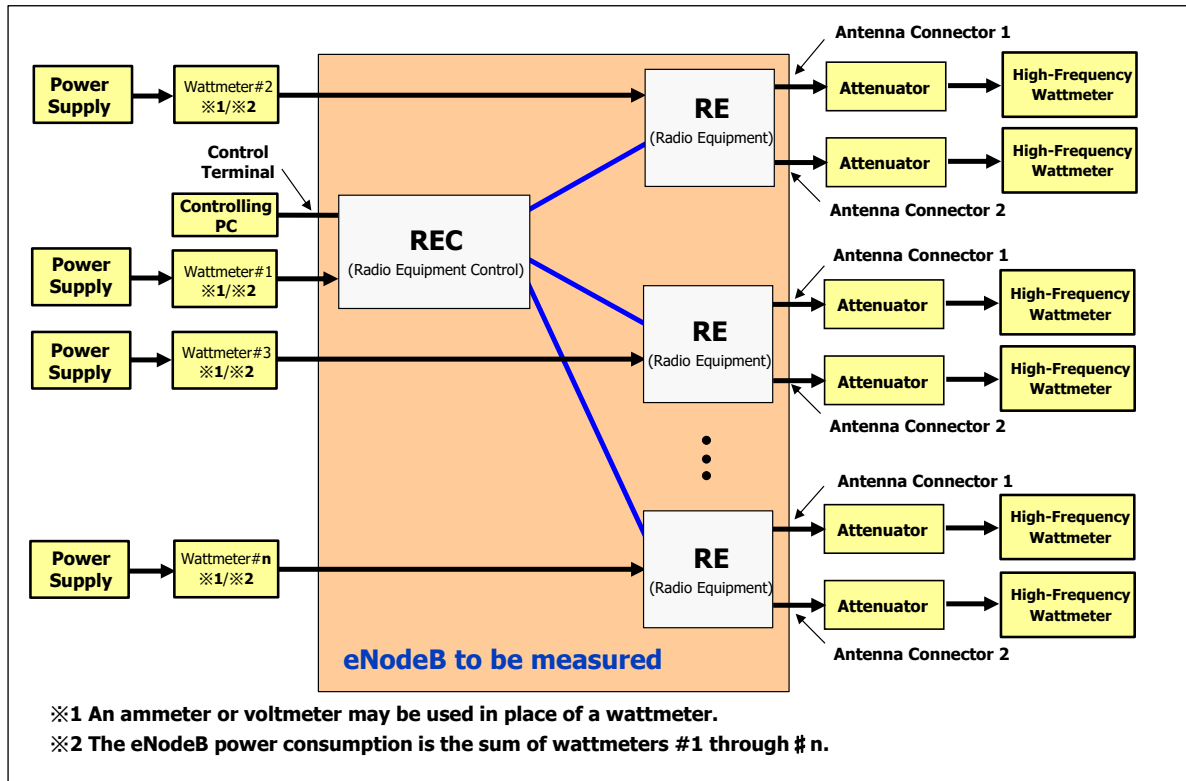 Antenna Connector 1
Power
Supply
Wattmeter#2
※1/※2
RE
(Radio Equipment)
Attenuator
High-Frequency
Wattmeter
Attenuator
High-Frequency
Wattmeter
Antenna Connector 2
Control
Terminal
Controlling
PC
REC
(Radio Equipment Control)
Power
Supply
Wattmeter#1
※1/※2
Antenna Connector 1
RE
(Radio Equipment)
Attenuator
High-Frequency
Wattmeter
Power
Supply
Wattmeter#3
※1/※2
Attenuator
High-Frequency
Wattmeter
Antenna Connector 2
Antenna Connector 1
Power
Supply
Wattmeter#n
※1/※2
RE
(Radio Equipment)
Attenuator
High-Frequency
Wattmeter
Attenuator
High-Frequency
Wattmeter
Antenna Connector 2
eNodeB to be measured
※1 An ammeter or voltmeter may be used in place of a wattmeter.
※2 The eNodeB power consumption is the sum of wattmeters #1 through ♯n.